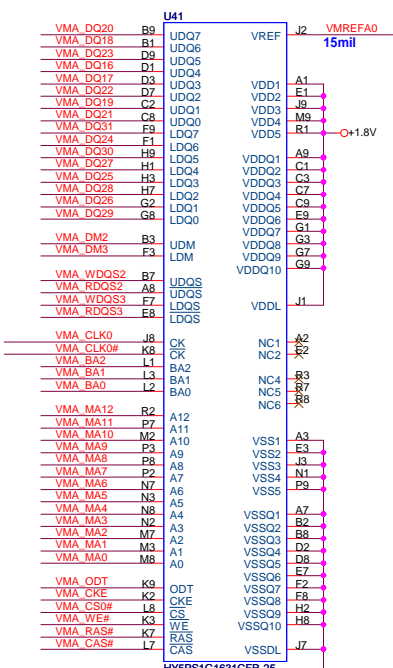 U41
VMA_DQ20 B9 UDQ7
VMA_DQ18 B1 UDQ6
VMA_DQ23 D9 UDQ5
VMA_DQ16 D1 UDQ4
VMA_DQ17 D3 UDQ3
VMA_DQ22 D7 UDQ2
VMA_DQ19 C2 UDQ1
VMA_DQ21 C8 UDQ0
VMA_DQ31 F9 LDQ7
VMA_DQ24 F1 LDQ6
VMA_DQ30 H9 LDQ5
VMA_DQ27 H1 LDQ4
VMA_DQ25 H3 LDQ3
VMA_DQ28 H7 LDQ2
VMA_DQ26 G2 LDQ1
VMA_DQ29 G8 LDQ0
VMA_DM2 B3 UDM
VMA_DM3 F3 LDM
VMA_WDQS2 B7 UDQS
VMA_RDQS2 A8 UDQS
VMA_WDQS3 F7 LDQS
VMA_RDQS3 E8 LDQS
VMA_CLK0 J8 CK
VMA_CLK0# K8 CK
VMA_BA2 L1 BA2
VMA_BA1 L3 BA1
VMA_BA0 L2 BA0
VMA_MA12 R2 A12
VMA_MA11 P7 A11
VMA_MA10 M2 A10
VMA_MA9 P3 A9
VMA_MA8 P8 A8
VMA_MA7 P2 A7
VMA_MA6 N7 A6
VMA_MA5 N3 A5
VMA_MA4 N8 A4
VMA_MA3 N2 A3
VMA_MA2 M7 A2
VMA_MA1 M3 A1
VMA_MA0 M8 A0
VMA_ODT K9 ODT
VMA_CKE K2 CKE
VMA_CS0# L8 CS
VMA_WE# K3 WE
VMA_RAS# K7 RAS
VMA_CAS# L7 CAS
VREF J2 VMREFA0
15mil
VDD1 A1
VDD2 E1
VDD3 J9
VDD4 M9
VDD5 R1 +1.8V
VDDQ1 A9
VDDQ2 C1
VDDQ3 C3
VDDQ4 C7
VDDQ5 C9
VDDQ6 E9
VDDQ7 G1
VDDQ8 G3
VDDQ9 G7
VDDQ10 G9
VDDL J1
NC1 A2
NC2 E2
NC4 R3
NC5 R7
NC6 R8
VSS1 A3
VSS2 E3
VSS3 J3
VSS4 N1
VSS5 P9
VSSQ1 A7
VSSQ2 B2
VSSQ3 B8
VSSQ4 D2
VSSQ5 D8
VSSQ6 E7
VSSQ7 F2
VSSQ8 F8
VSSQ9 H2
VSSQ10 H8
VSSDL J7